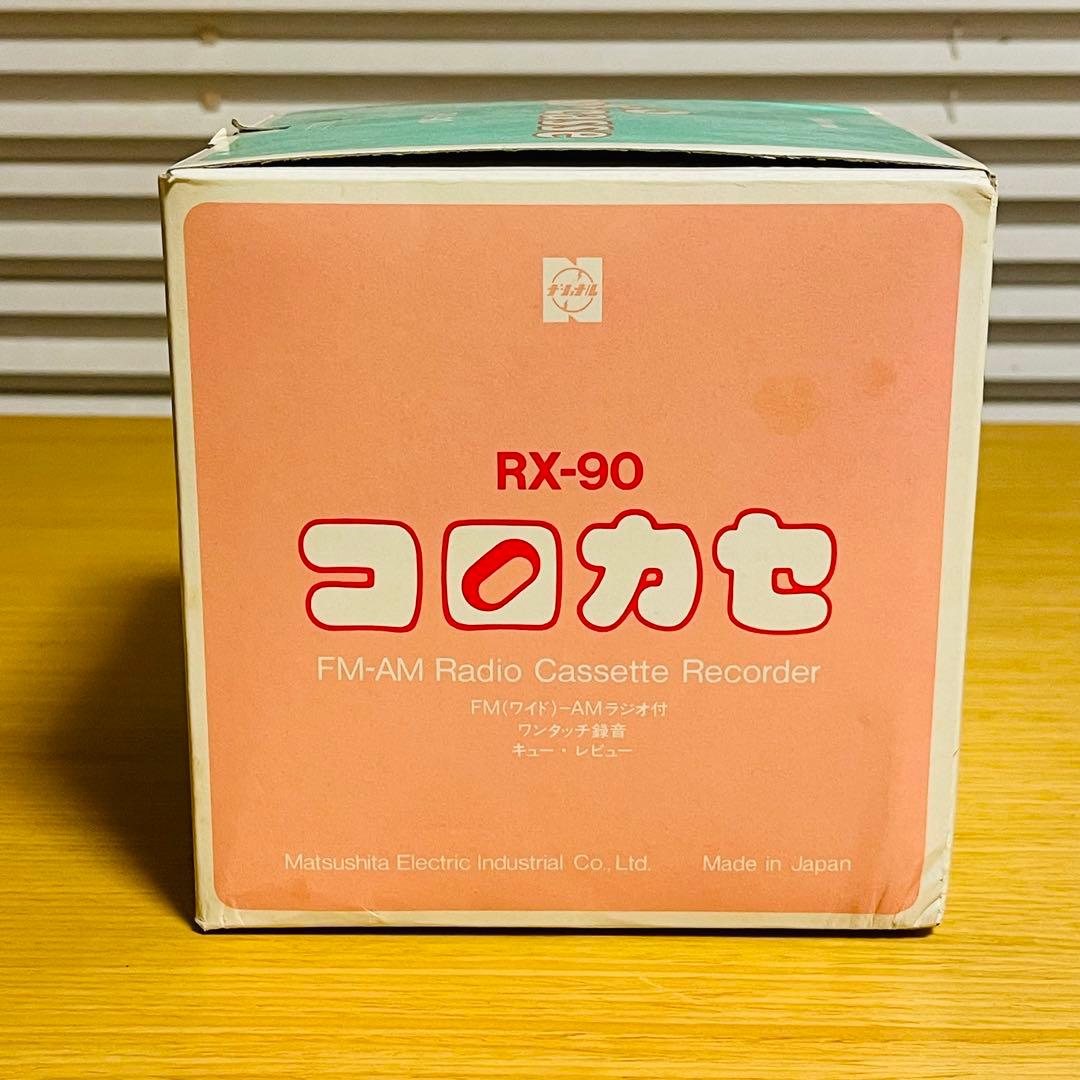 ナショナル
RX-90
コロカセ
FM-AM Radio Cassette Recorder
FM(ワイド)-AMラジオ付
ワンタッチ録音
キュー・レビュー
Matsushita Electric Industrial Co., Ltd. Made in Japan